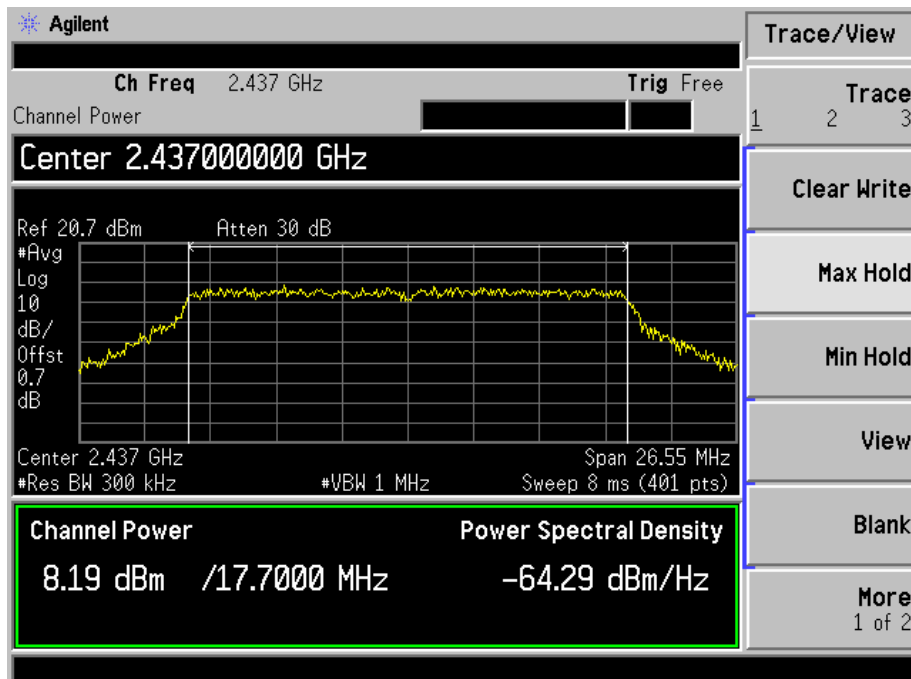 Agilent
Trace/View
Ch Freq 2.437 GHz Trig Free
Channel Power
Trace
1 2 3
Center 2.437000000 GHz
Clear Write
Ref 20.7 dBm Atten 30 dB
#Avg
Log
10
dB/
Offst
0.7
dB
Max Hold
Min Hold
Center 2.437 GHz Span 26.55 MHz
#Res BW 300 kHz #VBW 1 MHz Sweep 8 ms (401 pts)
View
Channel Power Power Spectral Density
8.19 dBm /17.7000 MHz -64.29 dBm/Hz
Blank
More
1 of 2